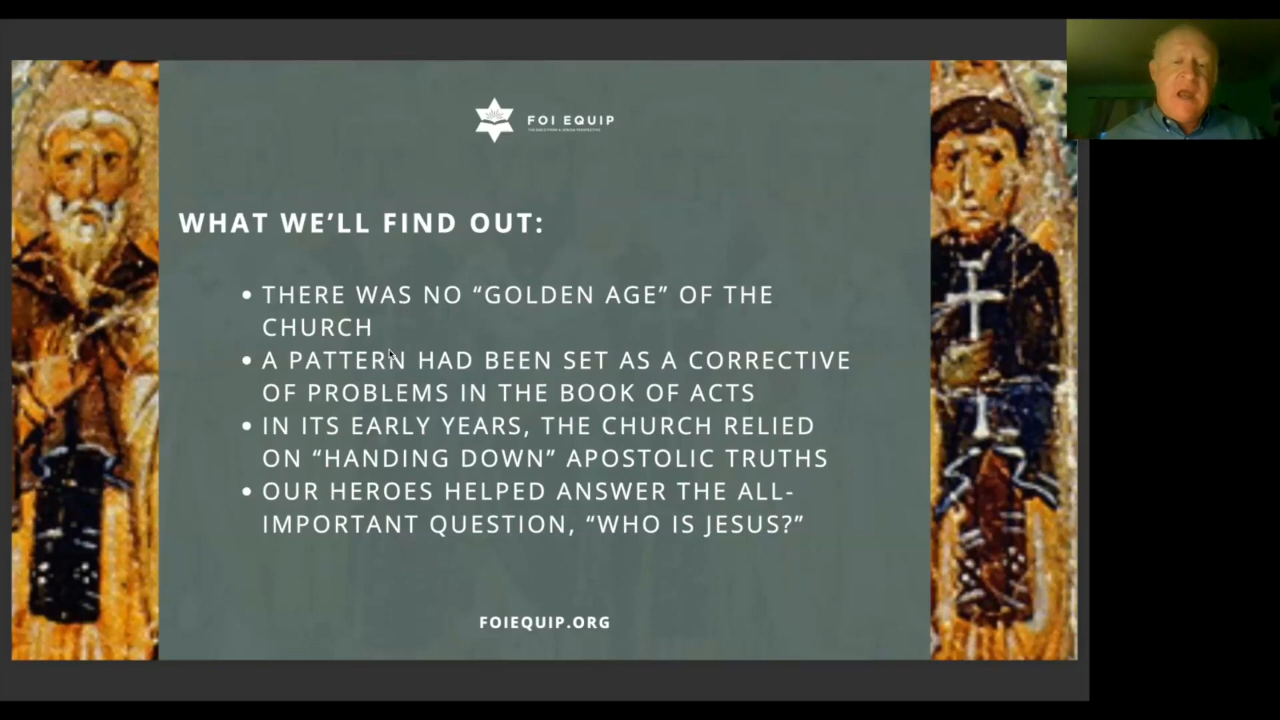 FOI EQUIP
WHAT WE’LL FIND OUT:
• THERE WAS NO “GOLDEN AGE” OF THE
CHURCH
• A PATTERN HAD BEEN SET AS A CORRECTIVE
OF PROBLEMS IN THE BOOK OF ACTS
• IN ITS EARLY YEARS, THE CHURCH RELIED
ON “HANDING DOWN” APOSTOLIC TRUTHS
• OUR HEROES HELPED ANSWER THE ALL-
IMPORTANT QUESTION, “WHO IS JESUS?”
FOIEQUIP.ORG